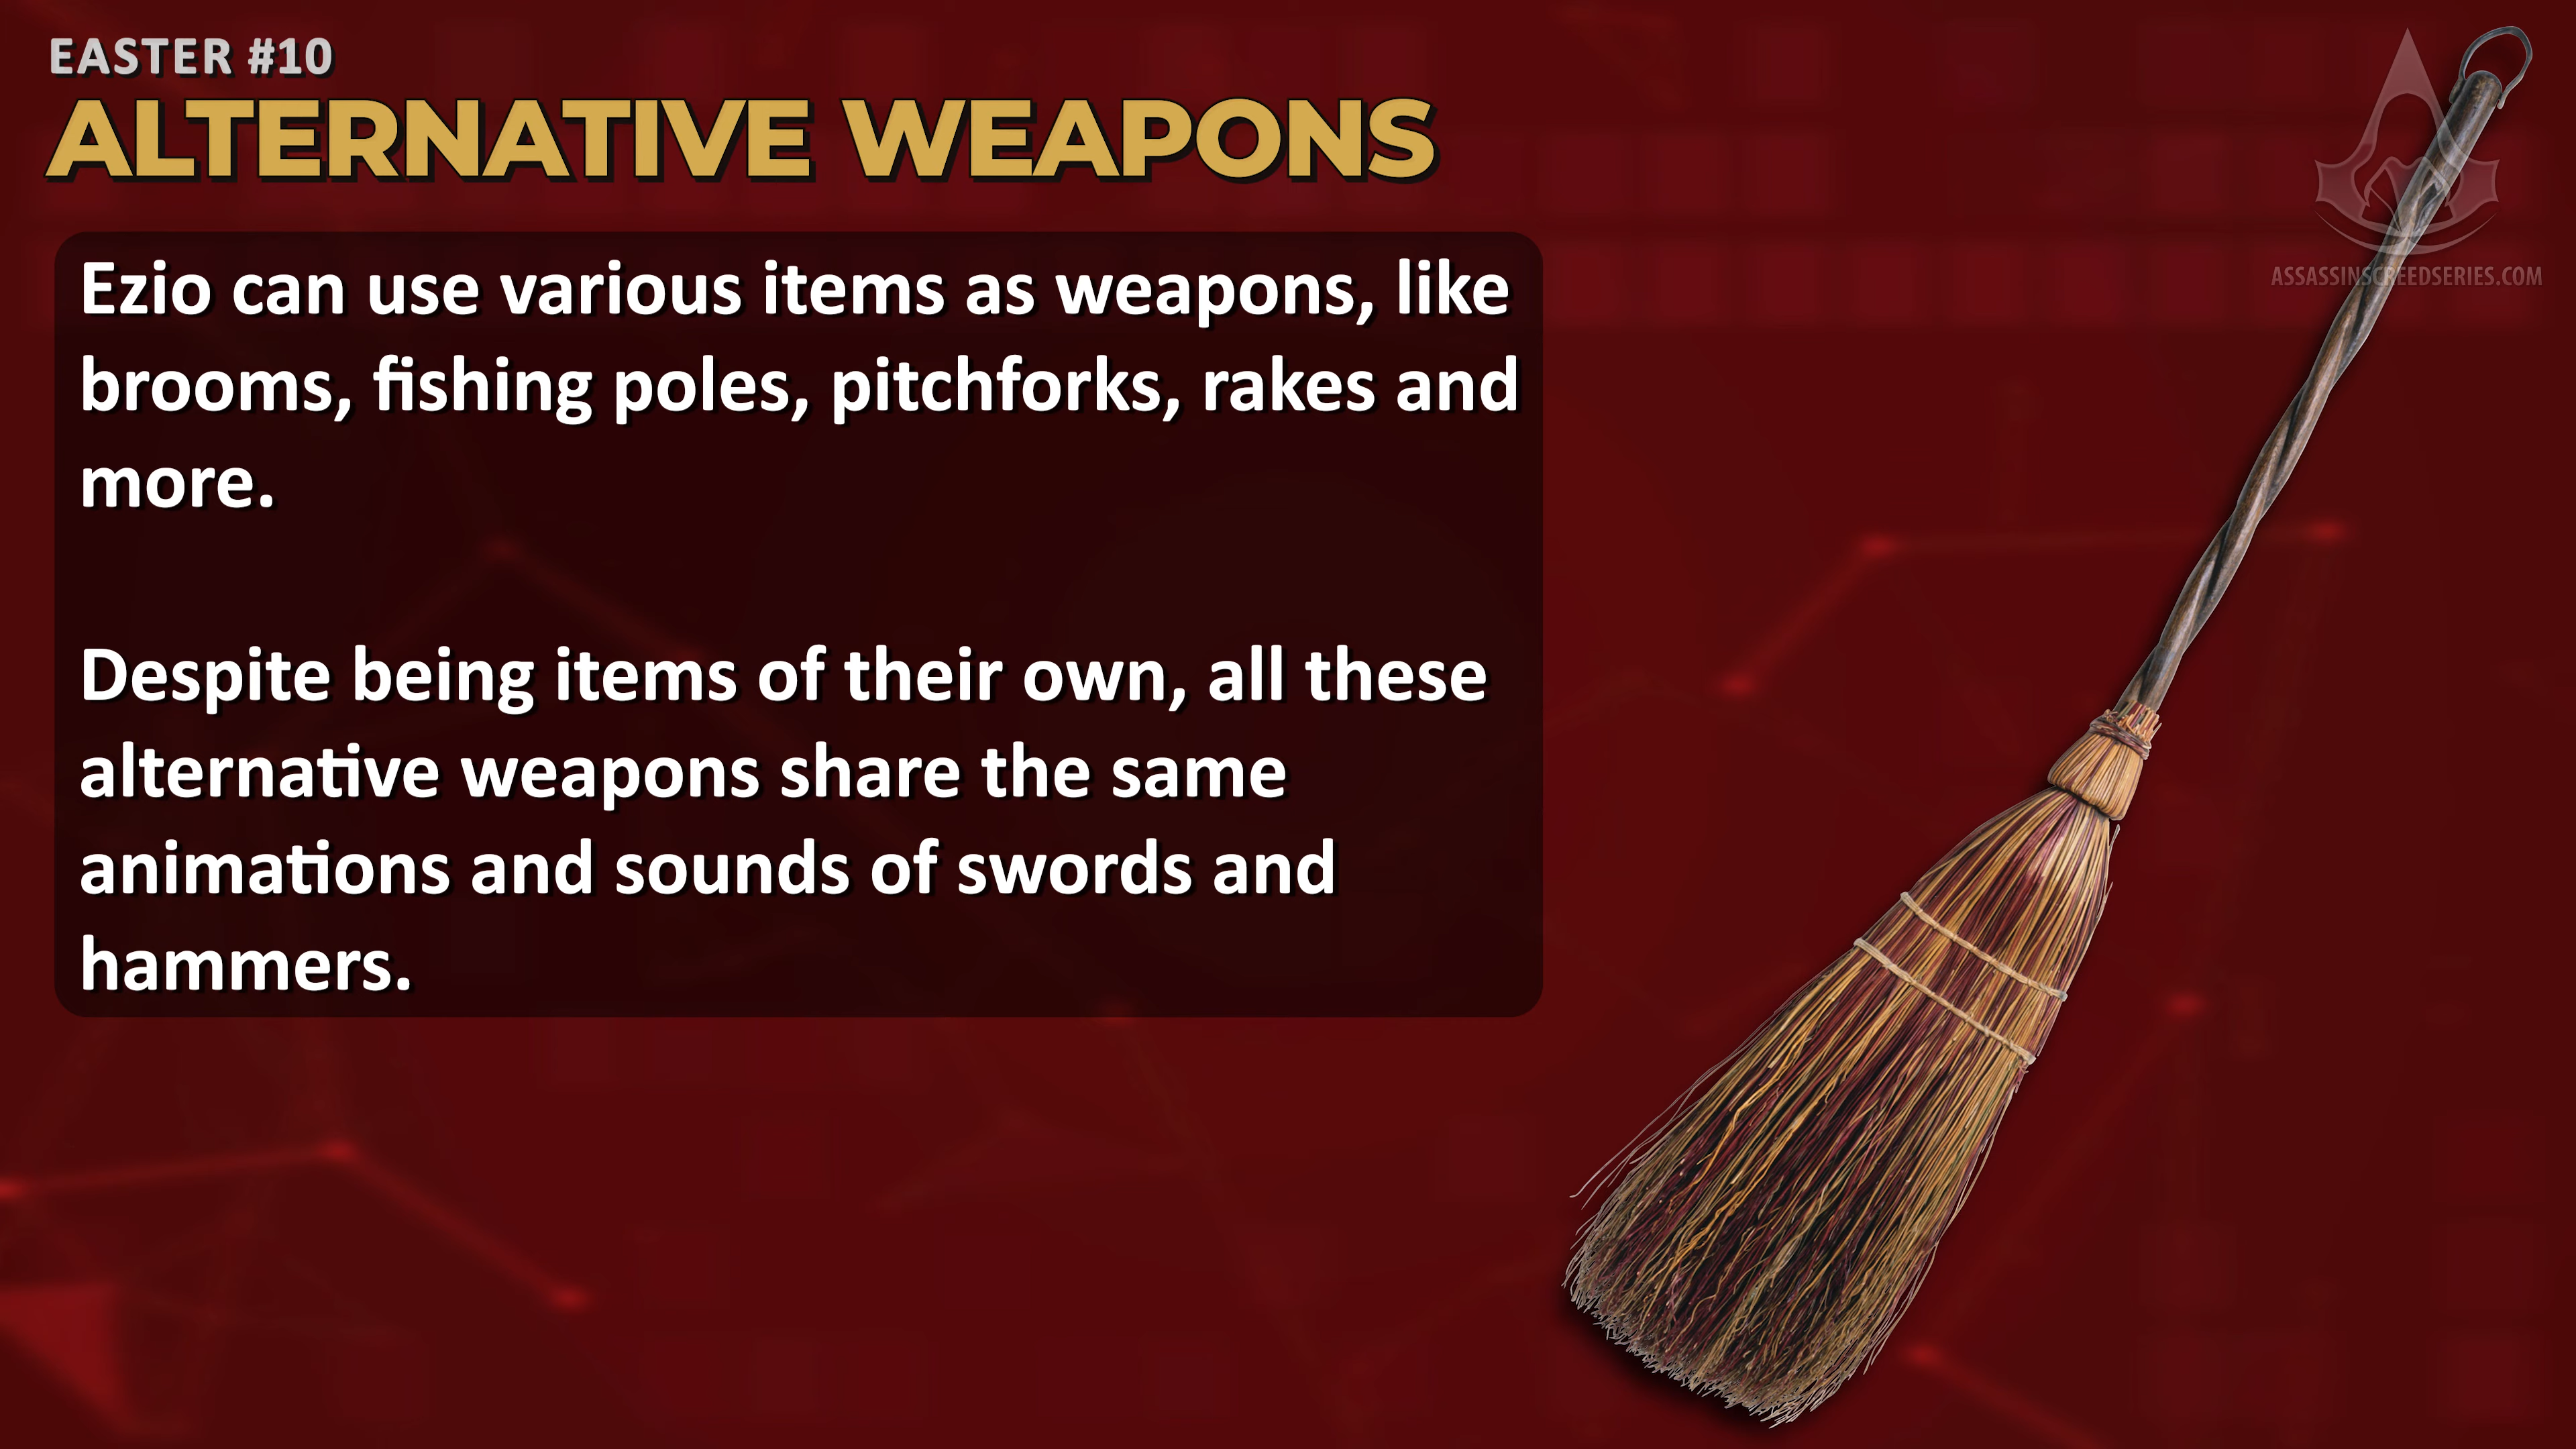 EASTER #10
ALTERNATIVE WEAPONS
ASSASSINSCREEDSERIES.COM
Ezio can use various items as weapons, like
brooms, fishing poles, pitchforks, rakes and
more.
Despite being items of their own, all these
alternative weapons share the same
animations and sounds of swords and
hammers.